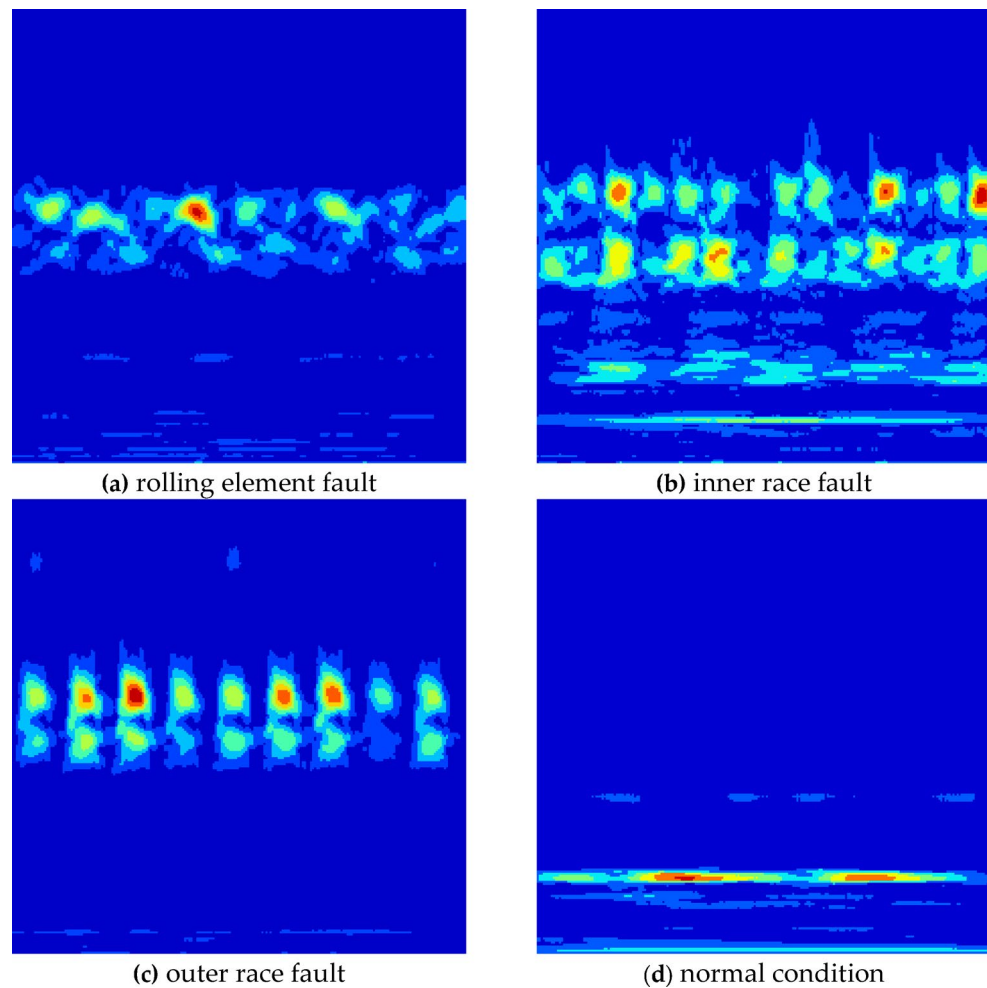 (a) rolling element fault
(b) inner race fault
(c) outer race fault
(d) normal condition